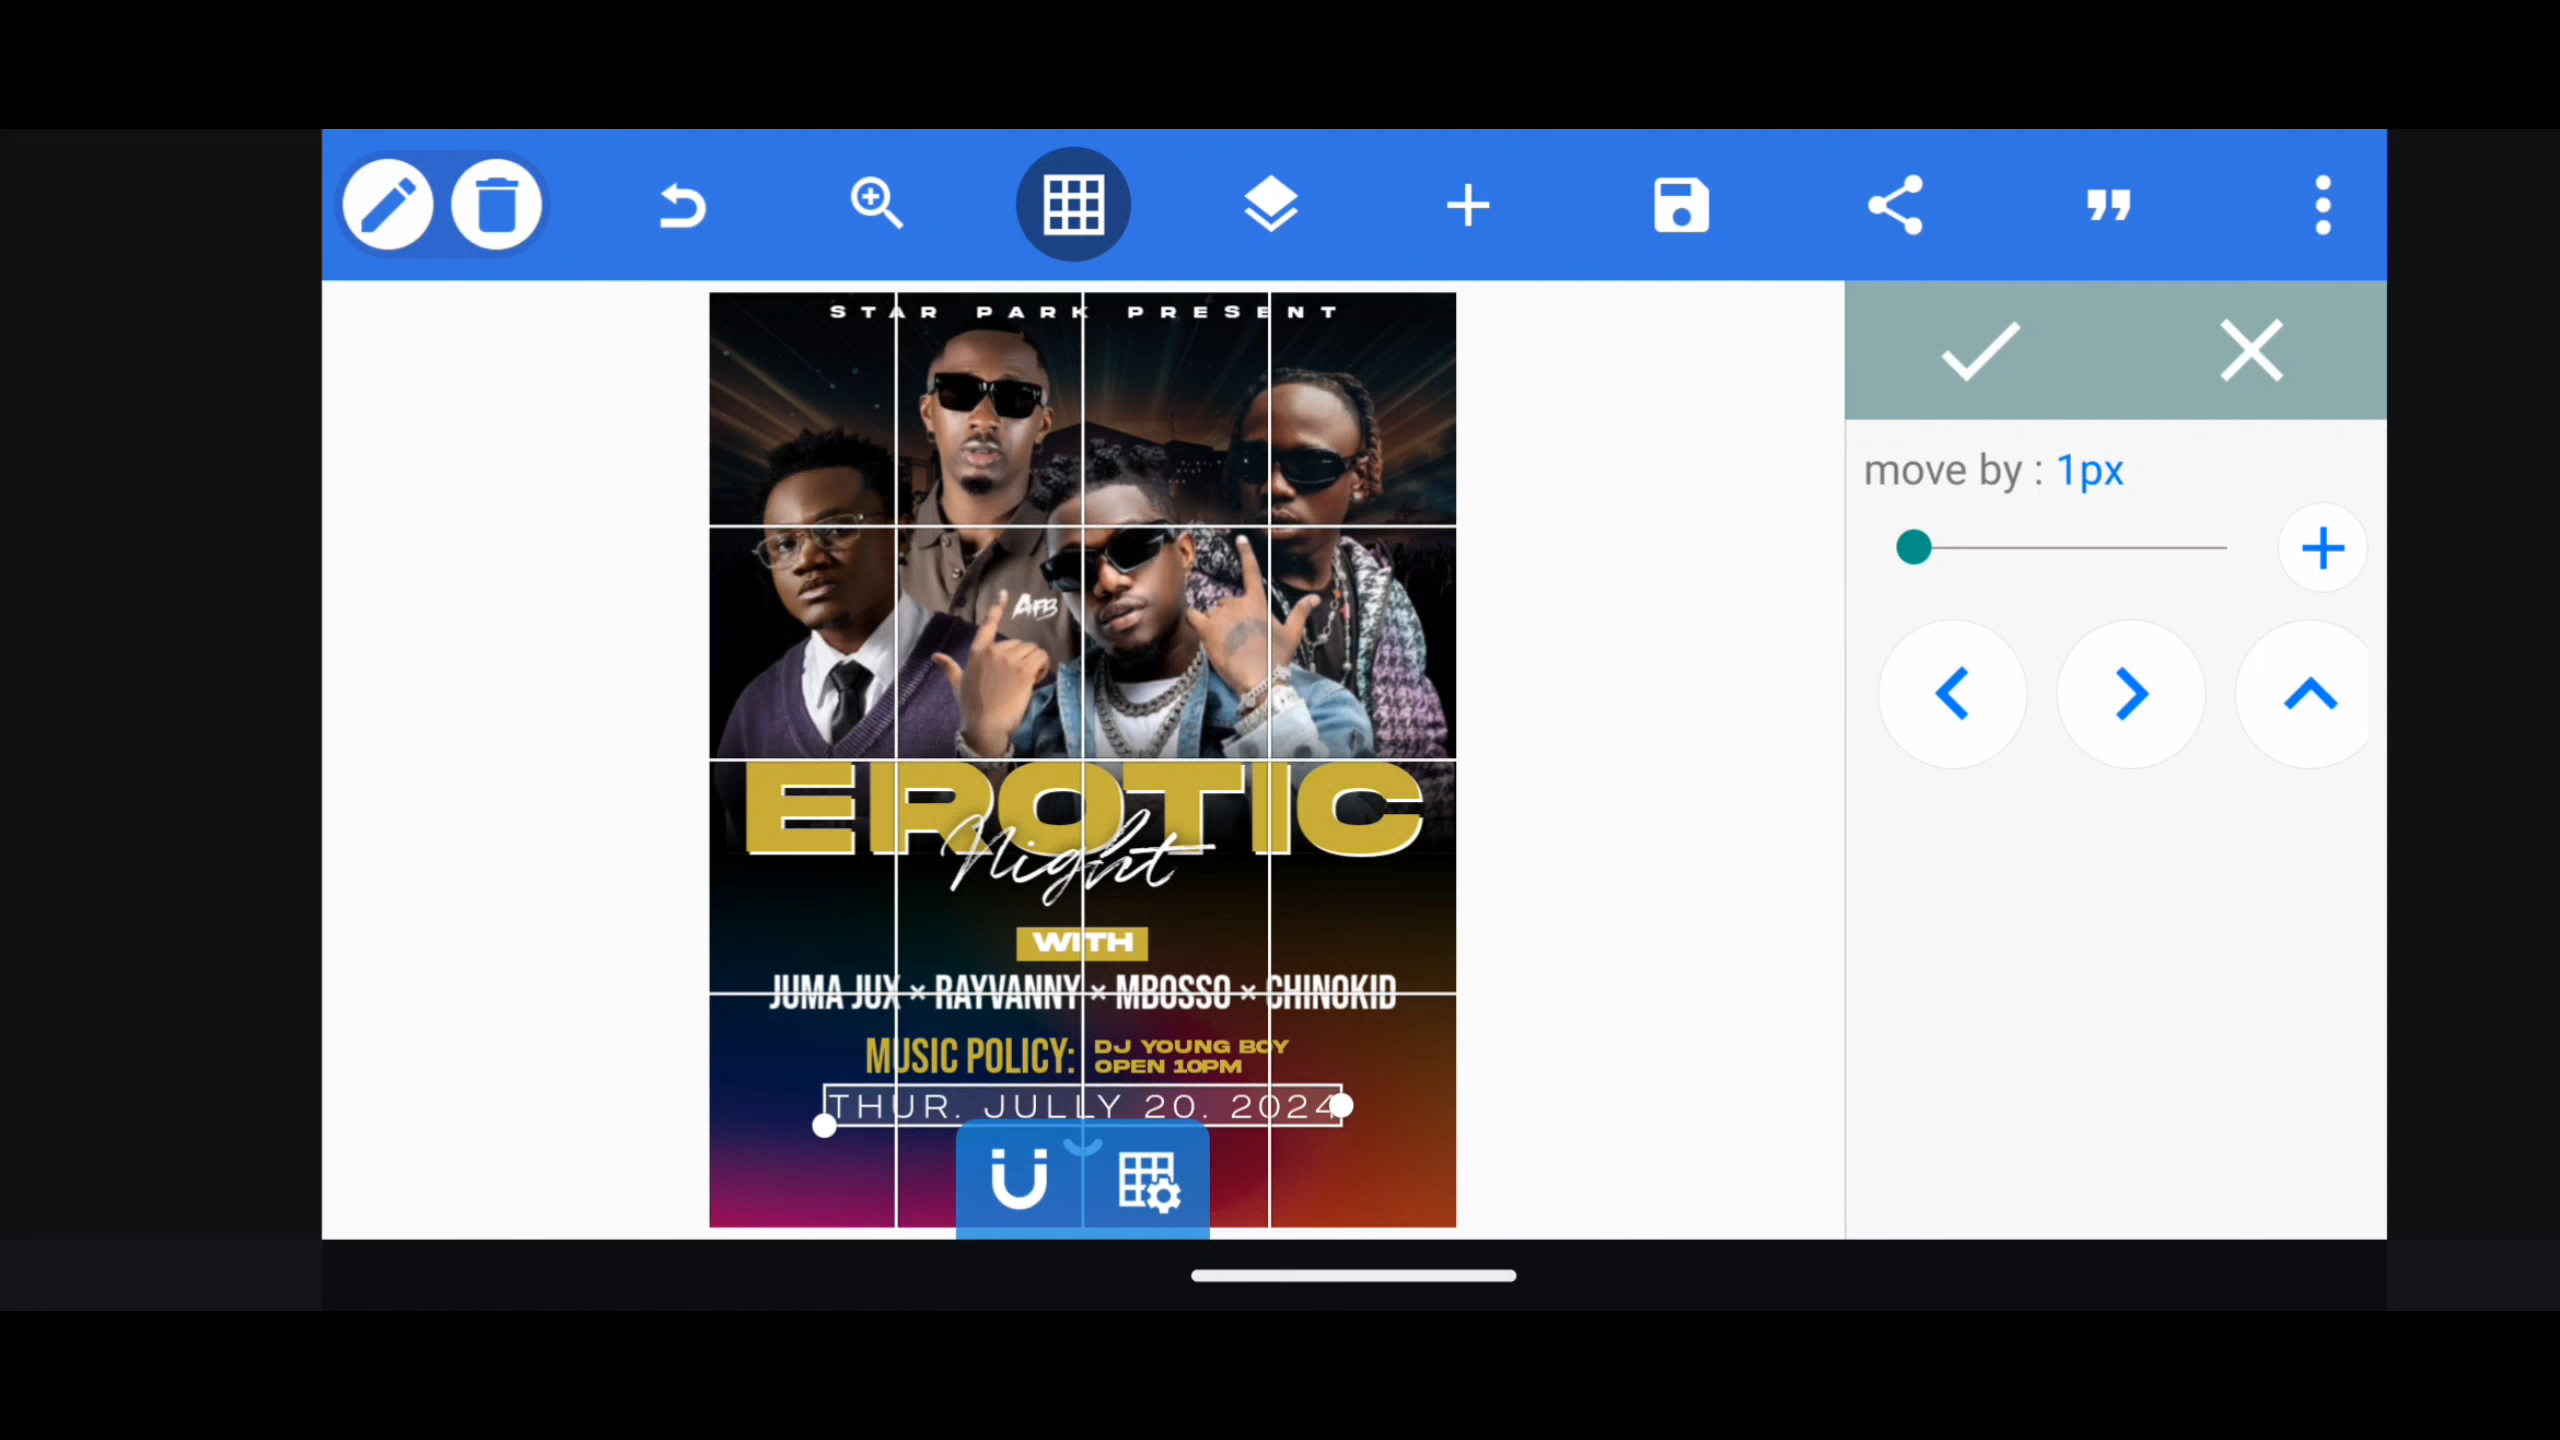 STAR PARK PRESENT
move by : 1px
AFB
EROTIC
Night
WITH
JUMA JUX × RAYVANNY × MBOSSO × CHINOKID
MUSIC POLICY: DJ YOUNG BOY
OPEN 10PM
THUR. JULLY 20. 2024